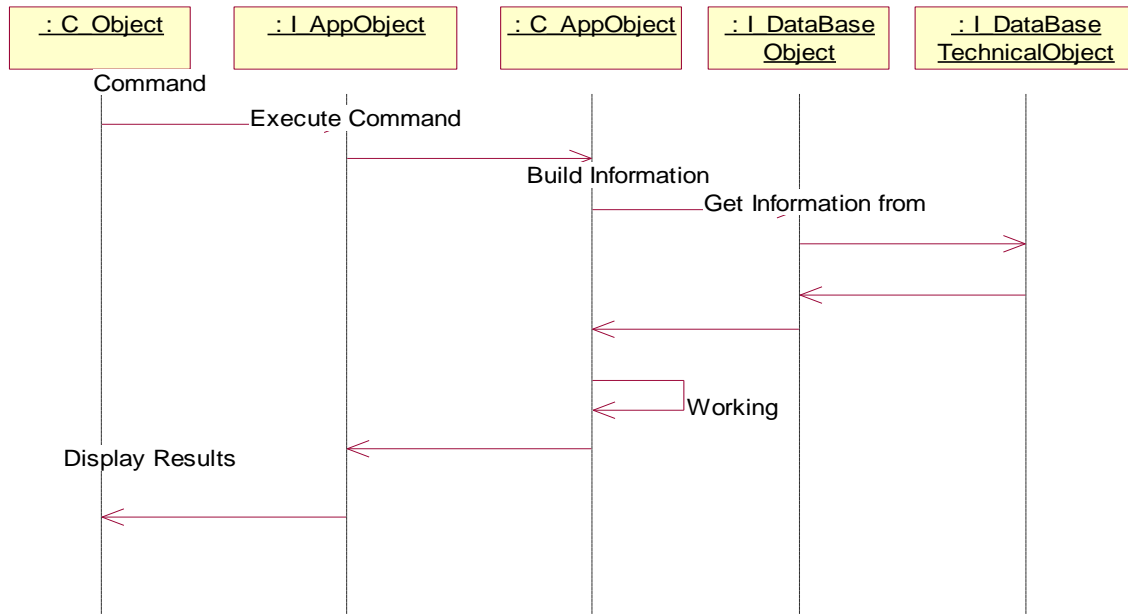 : C_Object
: I_AppObject
: C_AppObject
: I_DataBase
Object
: I_DataBase
TechnicalObject
Command
Execute Command
Build Information
Get Information from
Working
Display Results